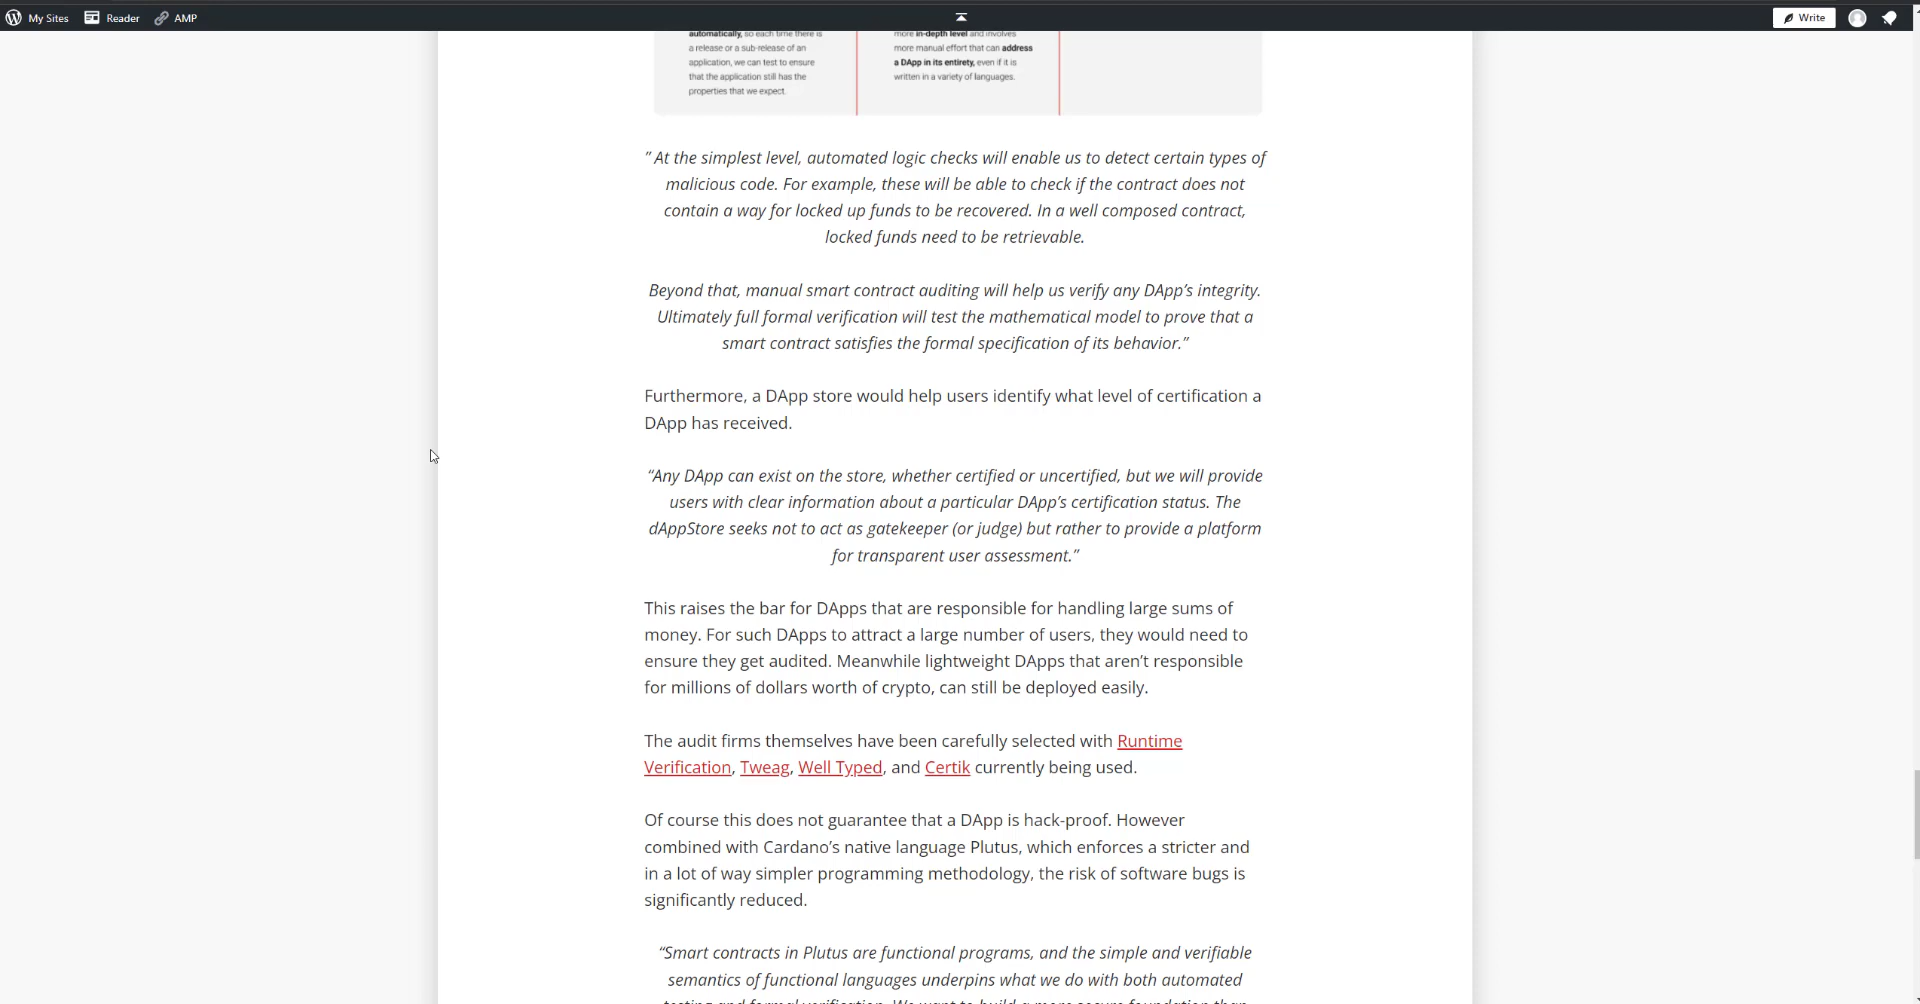 My Sites Reader AMP Write
automatically, so each time there is
a release or a sub-release of an
application, we can test to ensure
that the application still has the
properties that we expect.
more in-depth level and involves
more manual effort that can address
a DApp in its entirety, even if it is
written in a variety of languages.
” At the simplest level, automated logic checks will enable us to detect certain types of
malicious code. For example, these will be able to check if the contract does not
contain a way for locked up funds to be recovered. In a well composed contract,
locked funds need to be retrievable.
Beyond that, manual smart contract auditing will help us verify any DApp’s integrity.
Ultimately full formal verification will test the mathematical model to prove that a
smart contract satisfies the formal specification of its behavior.”
Furthermore, a DApp store would help users identify what level of certification a
DApp has received.
“Any DApp can exist on the store, whether certified or uncertified, but we will provide
users with clear information about a particular DApp’s certification status. The
dAppStore seeks not to act as gatekeeper (or judge) but rather to provide a platform
for transparent user assessment.”
This raises the bar for DApps that are responsible for handling large sums of
money. For such DApps to attract a large number of users, they would need to
ensure they get audited. Meanwhile lightweight DApps that aren’t responsible
for millions of dollars worth of crypto, can still be deployed easily.
The audit firms themselves have been carefully selected with Runtime
Verification, Tweag, Well Typed, and Certik currently being used.
Of course this does not guarantee that a DApp is hack-proof. However
combined with Cardano’s native language Plutus, which enforces a stricter and
in a lot of way simpler programming methodology, the risk of software bugs is
significantly reduced.
“Smart contracts in Plutus are functional programs, and the simple and verifiable
semantics of functional languages underpins what we do with both automated
testing and formal verification. We want to build a more secure foundation than